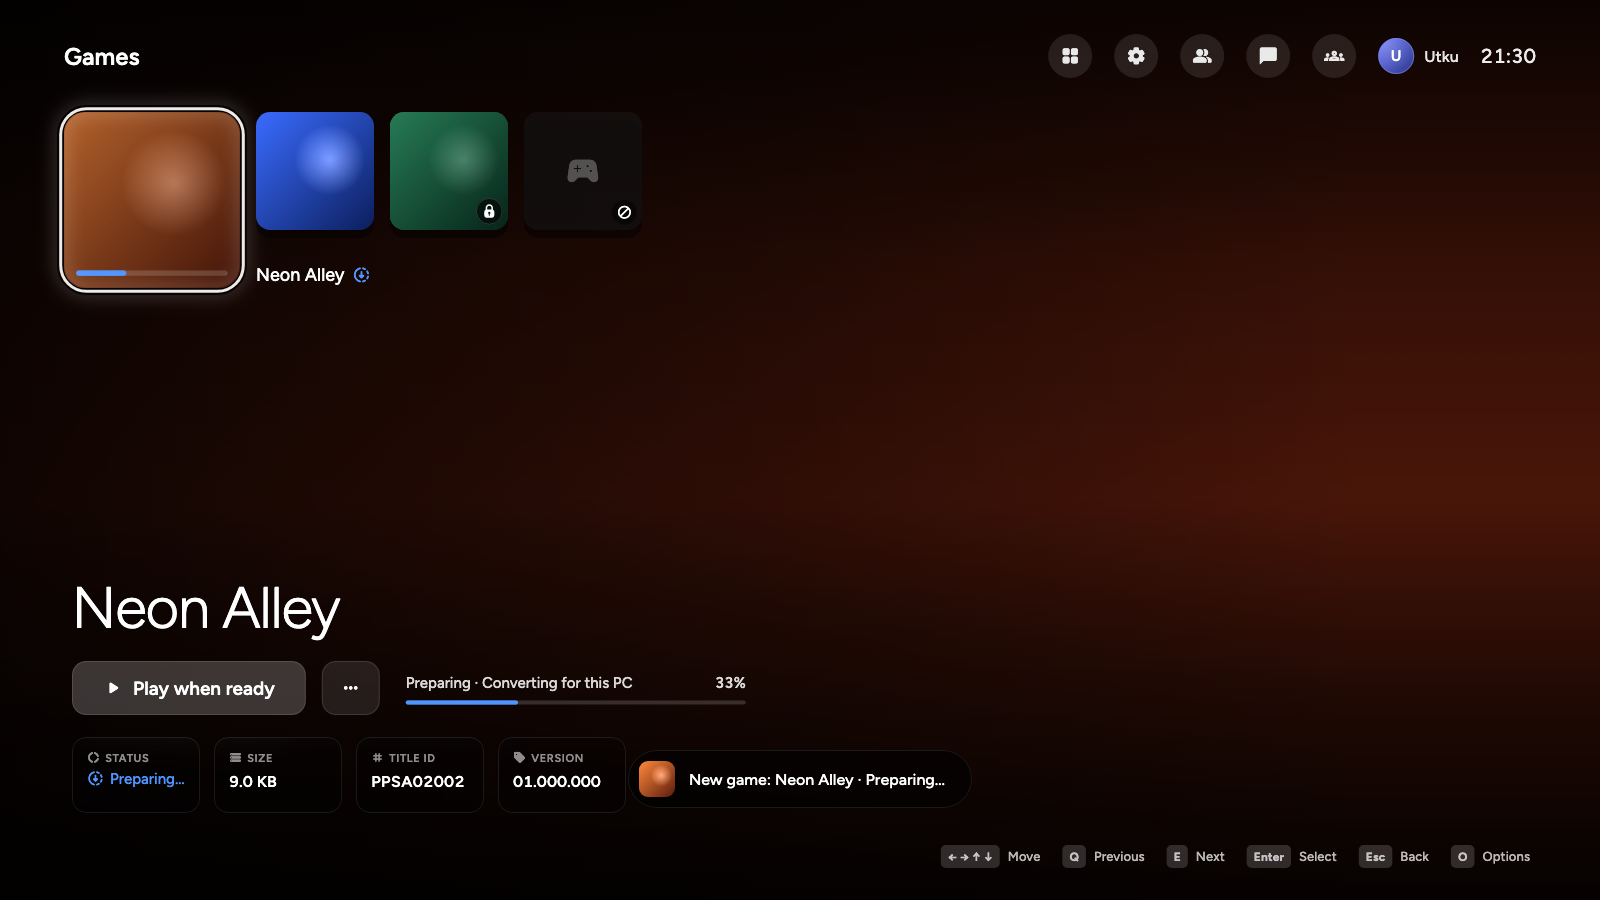 Games
U
Utku
21:30
Neon Alley
Neon Alley
Play when ready
Preparing · Converting for this PC
33%
STATUS
Preparing...
SIZE
9.0 KB
TITLE ID
PPSA02002
VERSION
01.000.000
New game: Neon Alley · Preparing...
Move
Q Previous
E Next
Enter Select
Esc Back
O Options